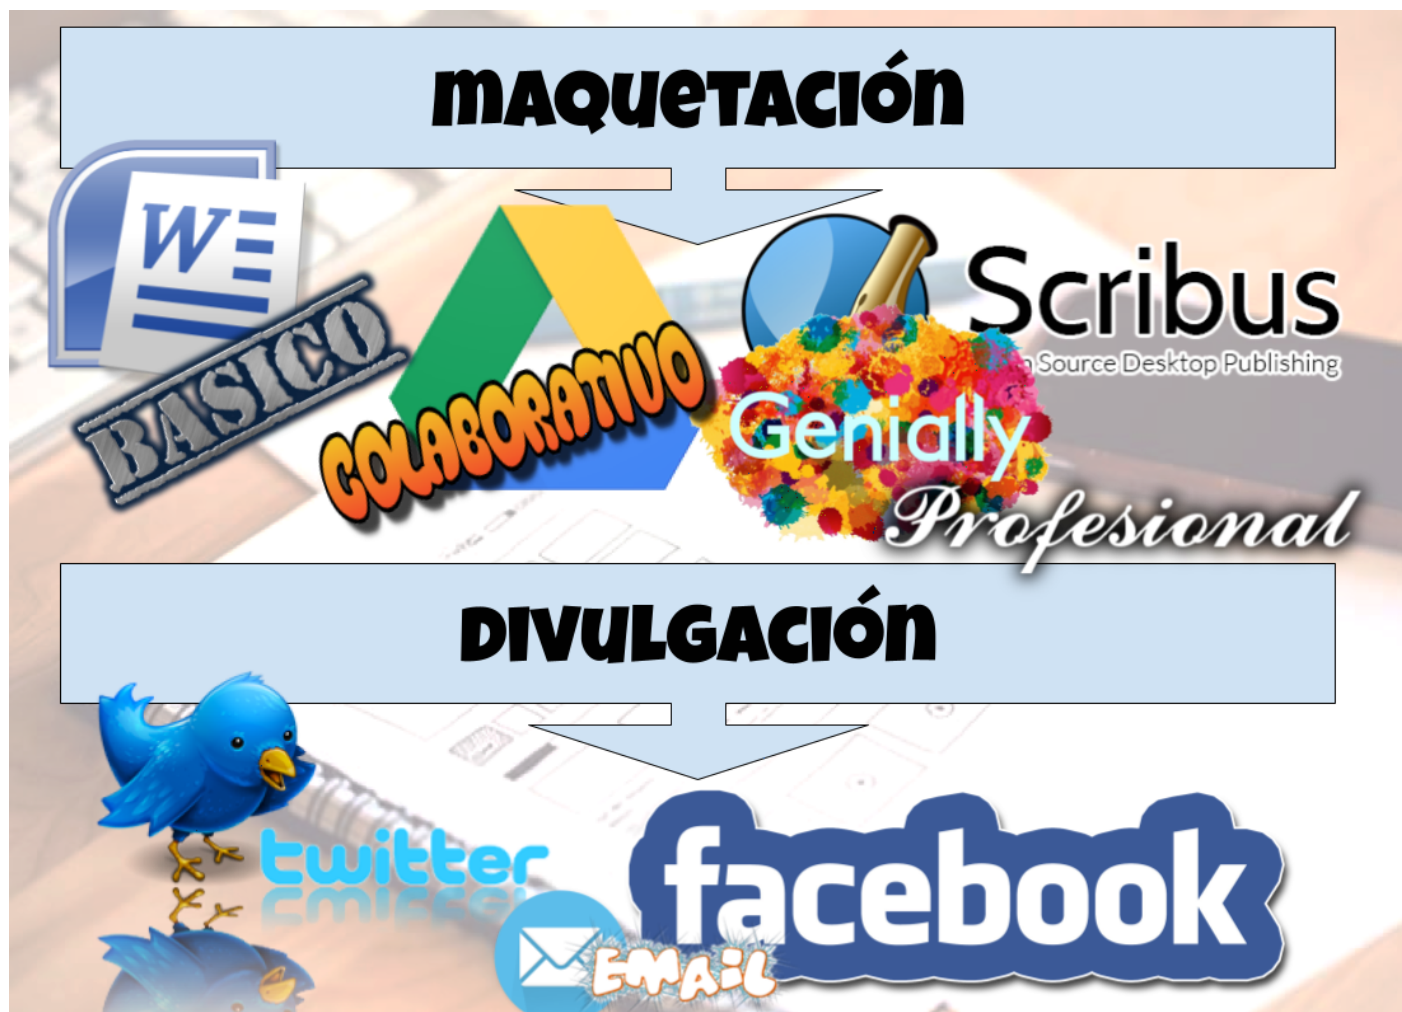 maquetación
W
BASICO
COLABORATIVO
Scribus
n Source Desktop Publishing
Genially
Profesional
Divulgación
twitter
facebook
EMAIL